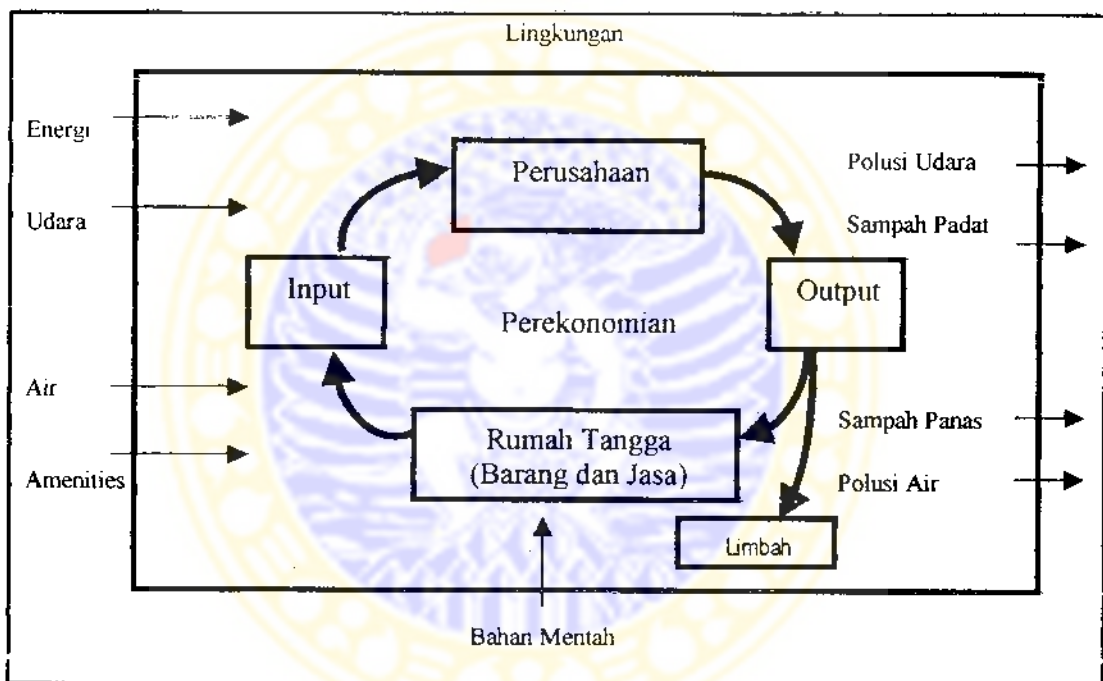 Lingkungan
Energi
Udara
Air
Amenities
Perusahaan
Input
Output
Perekonomian
Rumah Tangga
(Barang dan Jasa)
Limbah
Polusi Udara
Sampah Padat
Sampah Panas
Polusi Air
Bahan Mentah